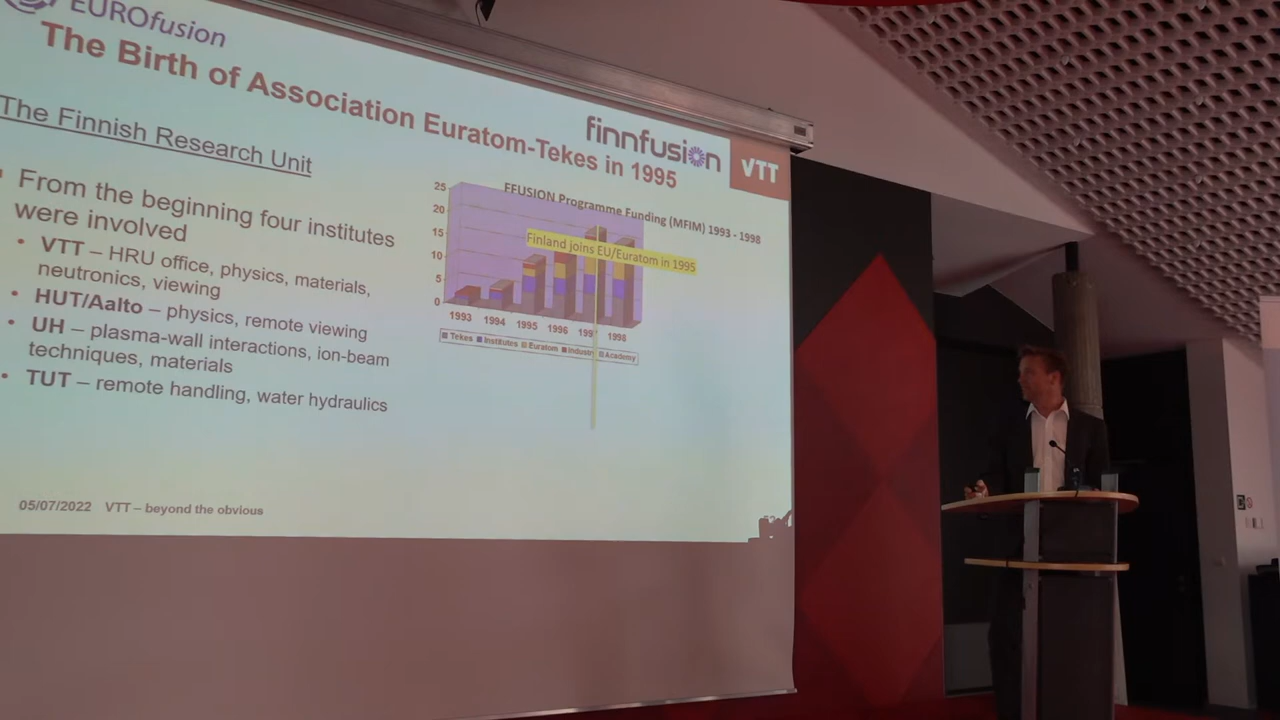 EUROfusion
The Birth of Association Euratom-Tekes in 1995
finnfusion
VTT
The Finnish Research Unit
From the beginning four institutes
were involved
• VTT – HRU office, physics, materials,
neutronics, viewing
• HUT/Aalto – physics, remote viewing
• UH – plasma-wall interactions, ion-beam
techniques, materials
• TUT – remote handling, water hydraulics
FFUSION Programme Funding (MFIM) 1993 - 1998
Finland joins EU/Euratom in 1995
25
20
15
10
5
0
1993 1994 1995 1996 199 1998
Tekes Institutes Euratom Industry Academy
05/07/2022 VTT – beyond the obvious